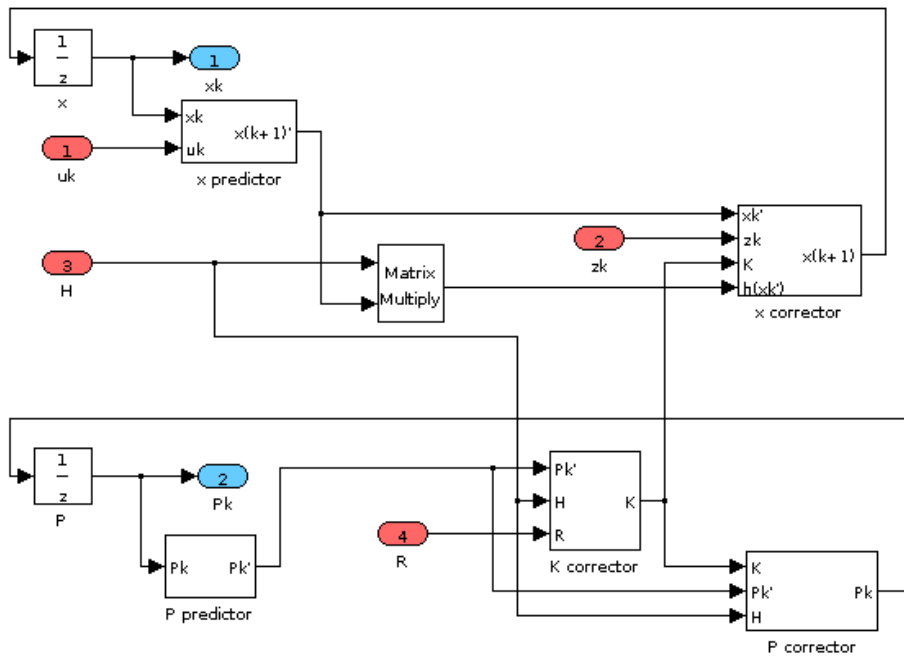 1
z
x
1
xk
xk
uk
x(k+1)'
x predictor
1
uk
3
H
Matrix
Multiply
2
zk
xk'
zk
K
h(xk')
x(k+1)
x corrector
1
z
P
2
Pk
Pk
Pk'
P predictor
4
R
Pk'
H
R
K
K corrector
K
Pk'
H
Pk
P corrector